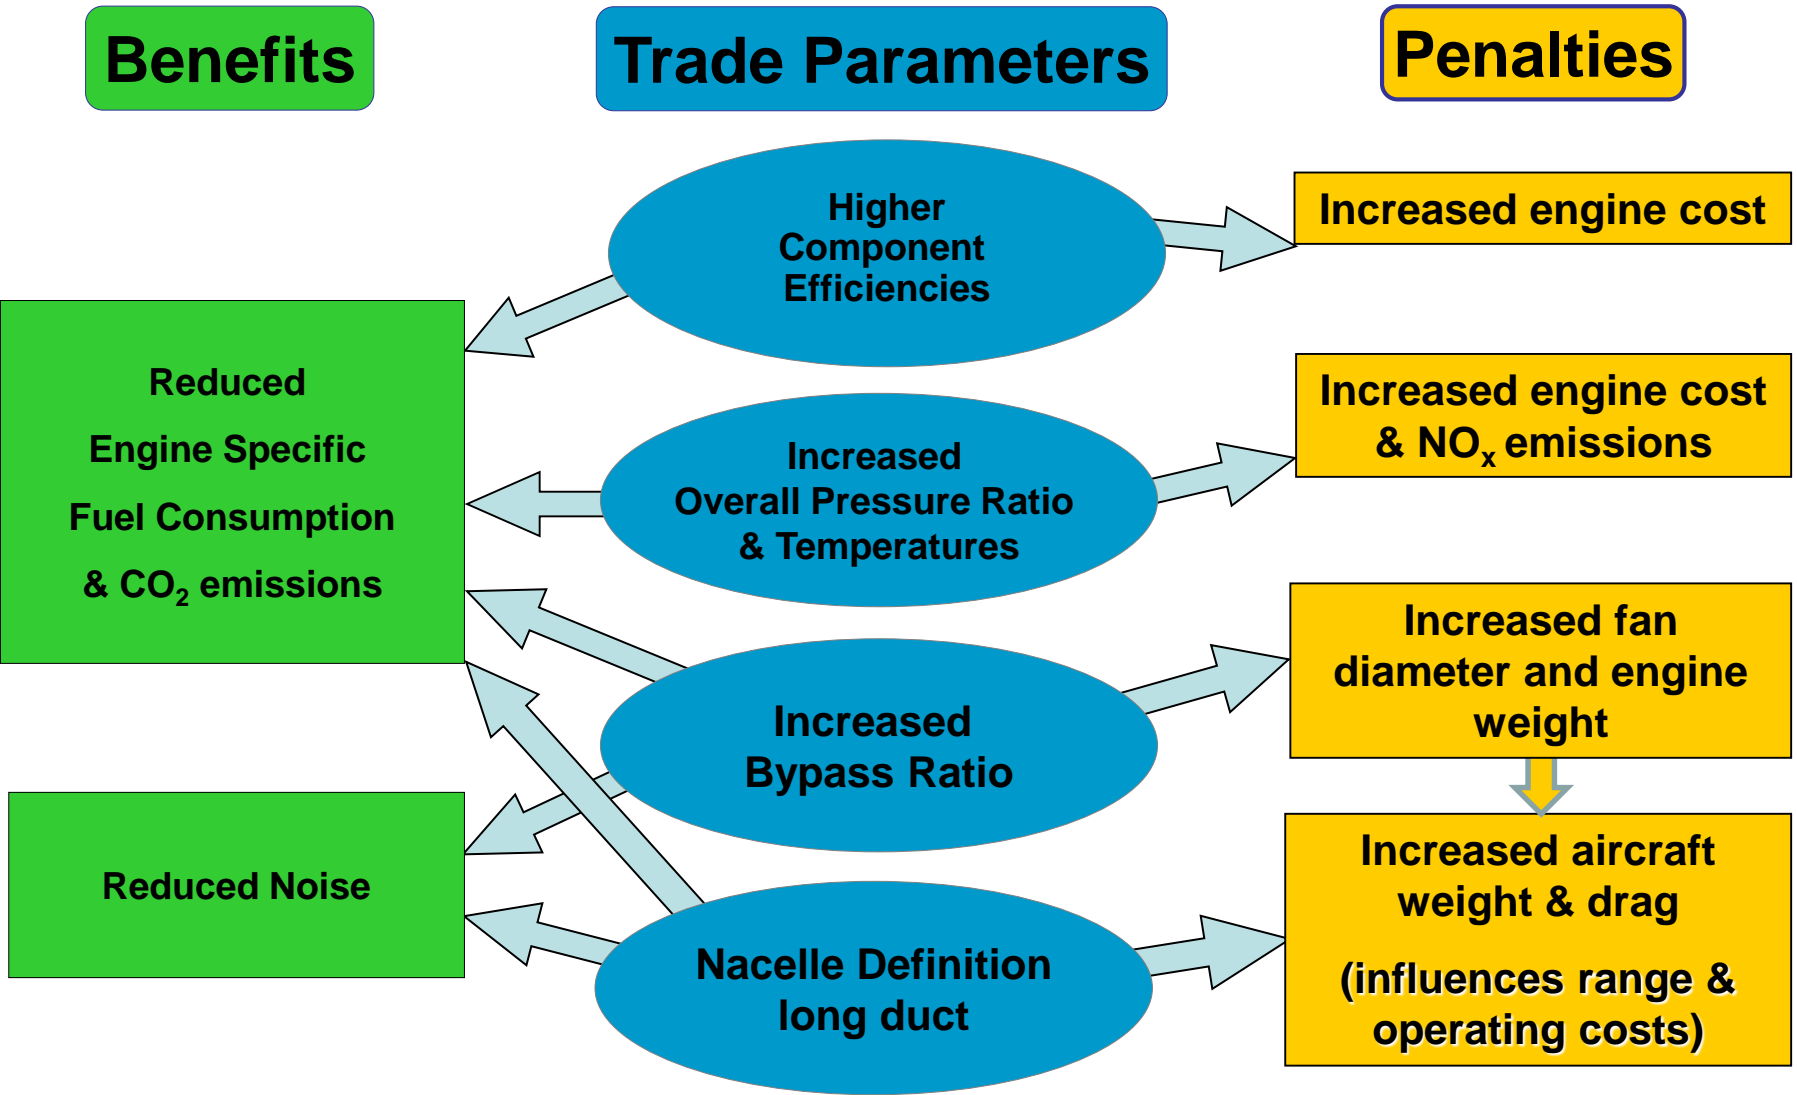 Benefits
Trade Parameters
Penalties
Higher
Component
Efficiencies
Increased engine cost
Reduced
Engine Specific
Fuel Consumption
& CO₂ emissions
Increased
Overall Pressure Ratio
& Temperatures
Increased engine cost
& NOₓ emissions
Increased
Bypass Ratio
Increased fan
diameter and engine
weight
Reduced Noise
Nacelle Definition
long duct
Increased aircraft
weight & drag
(influences range &
operating costs)